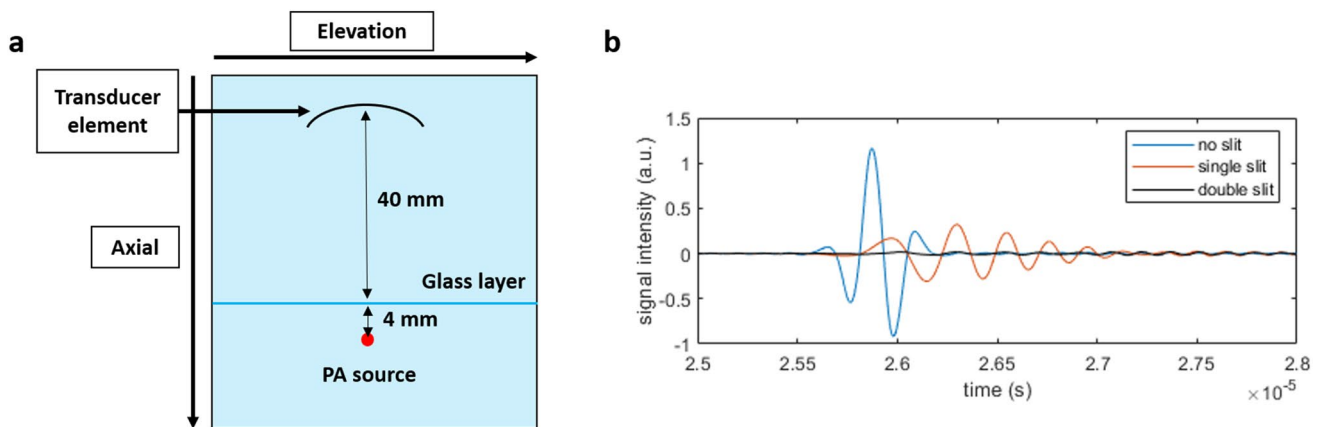 a
Elevation
Transducer
element
40 mm
Axial
Glass layer
4 mm
PA source
b
1.5
1
0.5
0
-0.5
-1
signal intensity (a.u.)
no slit
single slit
double slit
2.5
2.55
2.6
2.65
2.7
2.75
2.8
time (s)
×10⁻⁵